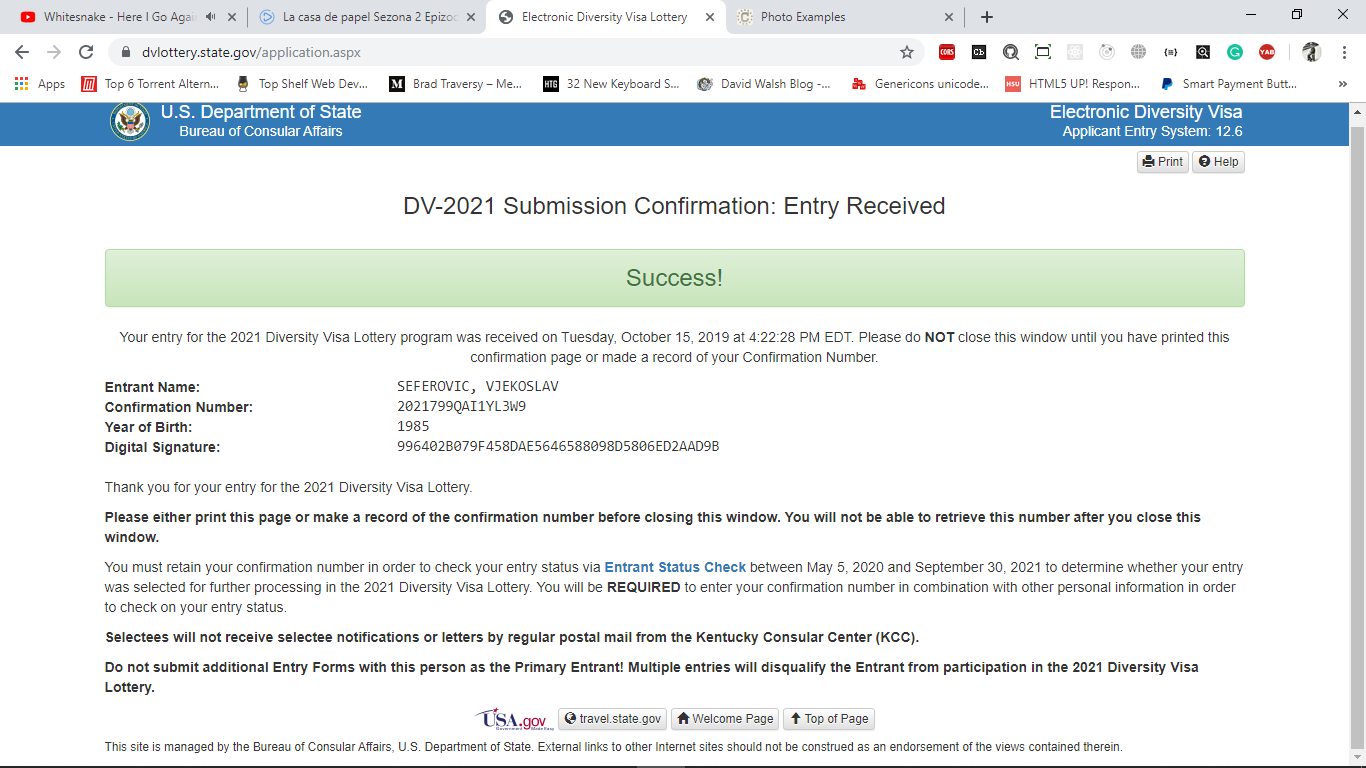 Whitesnake - Here I Go Agai
La casa de papel Sezona 2 Epizo
Electronic Diversity Visa Lottery
Photo Examples
dvlottery.state.gov/application.aspx
CORS
Cb
YAB
Apps
Top 6 Torrent Altern...
Top Shelf Web Dev...
M
Brad Traversy – Me...
HTG
32 New Keyboard S...
David Walsh Blog -...
Genericons unicode...
HSU
HTML5 UP! Respon...
Smart Payment Butt...
»
U.S. Department of State
Bureau of Consular Affairs
Electronic Diversity Visa
Applicant Entry System: 12.6
Print
Help
DV-2021 Submission Confirmation: Entry Received
Success!
Your entry for the 2021 Diversity Visa Lottery program was received on Tuesday, October 15, 2019 at 4:22:28 PM EDT. Please do NOT close this window until you have printed this
confirmation page or made a record of your Confirmation Number.
Entrant Name: SEFEROVIC, VJEKOSLAV
Confirmation Number: 2021799QAI1YL3W9
Year of Birth: 1985
Digital Signature: 996402B079F458DAE5646588098D5806ED2AAD9B
Thank you for your entry for the 2021 Diversity Visa Lottery.
Please either print this page or make a record of the confirmation number before closing this window. You will not be able to retrieve this number after you close this
window.
You must retain your confirmation number in order to check your entry status via Entrant Status Check between May 5, 2020 and September 30, 2021 to determine whether your entry
was selected for further processing in the 2021 Diversity Visa Lottery. You will be REQUIRED to enter your confirmation number in combination with other personal information in order
to check on your entry status.
Selectees will not receive selectee notifications or letters by regular postal mail from the Kentucky Consular Center (KCC).
Do not submit additional Entry Forms with this person as the Primary Entrant! Multiple entries will disqualify the Entrant from participation in the 2021 Diversity Visa
Lottery.
USA.gov
Government Made Easy
travel.state.gov
Welcome Page
Top of Page
This site is managed by the Bureau of Consular Affairs, U.S. Department of State. External links to other Internet sites should not be construed as an endorsement of the views contained therein.